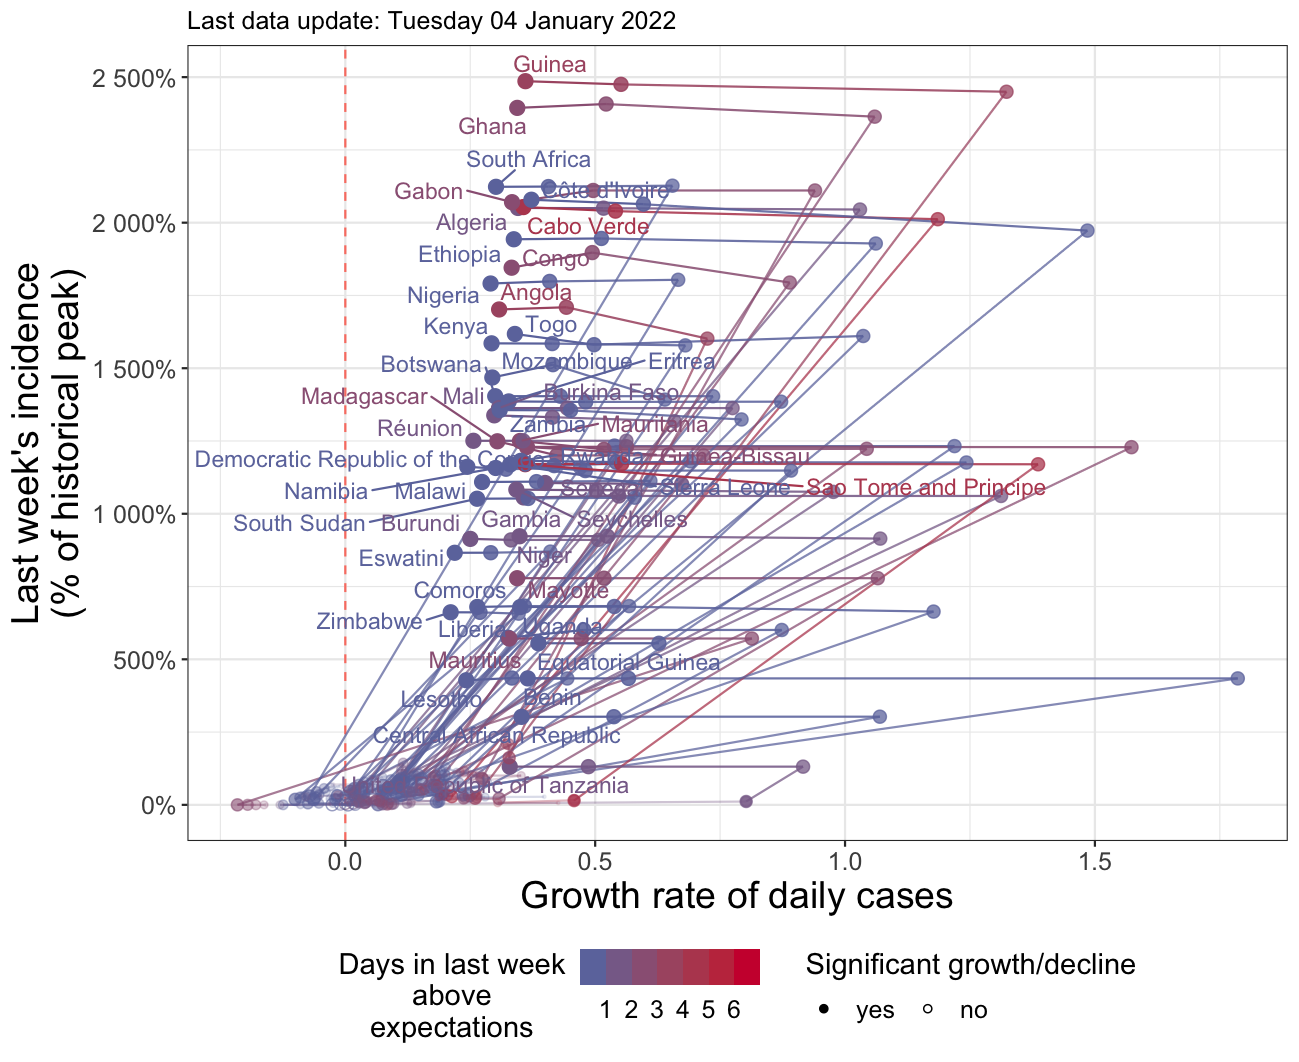 Last data update: Tuesday 04 January 2022
2 500%
2 000%
1 500%
1 000%
500%
0%
Last week's incidence
(% of historical peak)
Guinea
Ghana
South Africa
Gabon
Côte d'Ivoire
Algeria
Cabo Verde
Ethiopia
Congo
Nigeria
Angola
Kenya
Togo
Botswana
Mozambique
Eritrea
Madagascar
Mali
Burkina Faso
Réunion
Zambia
Mauritania
Democratic Republic of the Congo
Rwanda
Guinea-Bissau
Namibia
Malawi
Senegal
Sierra Leone
Sao Tome and Principe
South Sudan
Burundi
Gambia
Seychelles
Eswatini
Niger
Comoros
Mayotte
Zimbabwe
Liberia
Uganda
Mauritius
Equatorial Guinea
Lesotho
Benin
Central African Republic
United Republic of Tanzania
0.0
0.5
1.0
1.5
Growth rate of daily cases
Days in last week
above
expectations
1 2 3 4 5 6
Significant growth/decline
yes
no